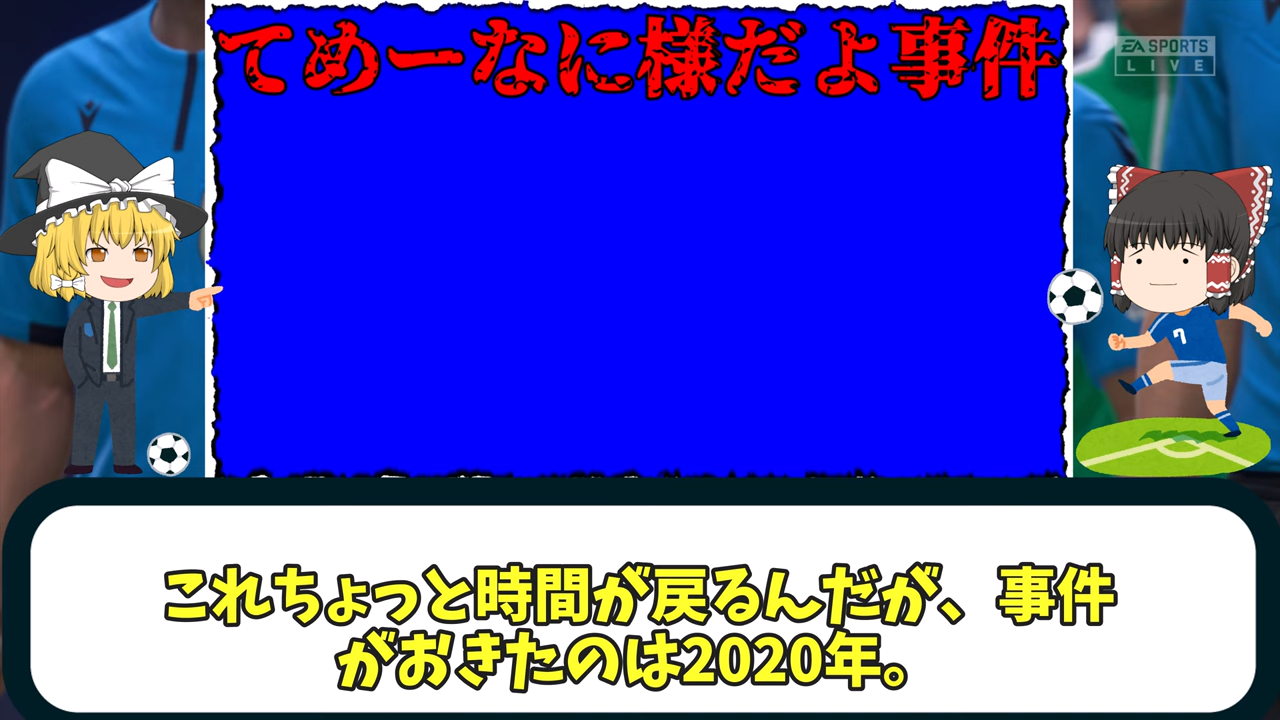 てめーなに様だよ事件
EA SPORTS
LIVE
7
これちょっと時間が戻るんだが、事件
がおきたのは2020年。